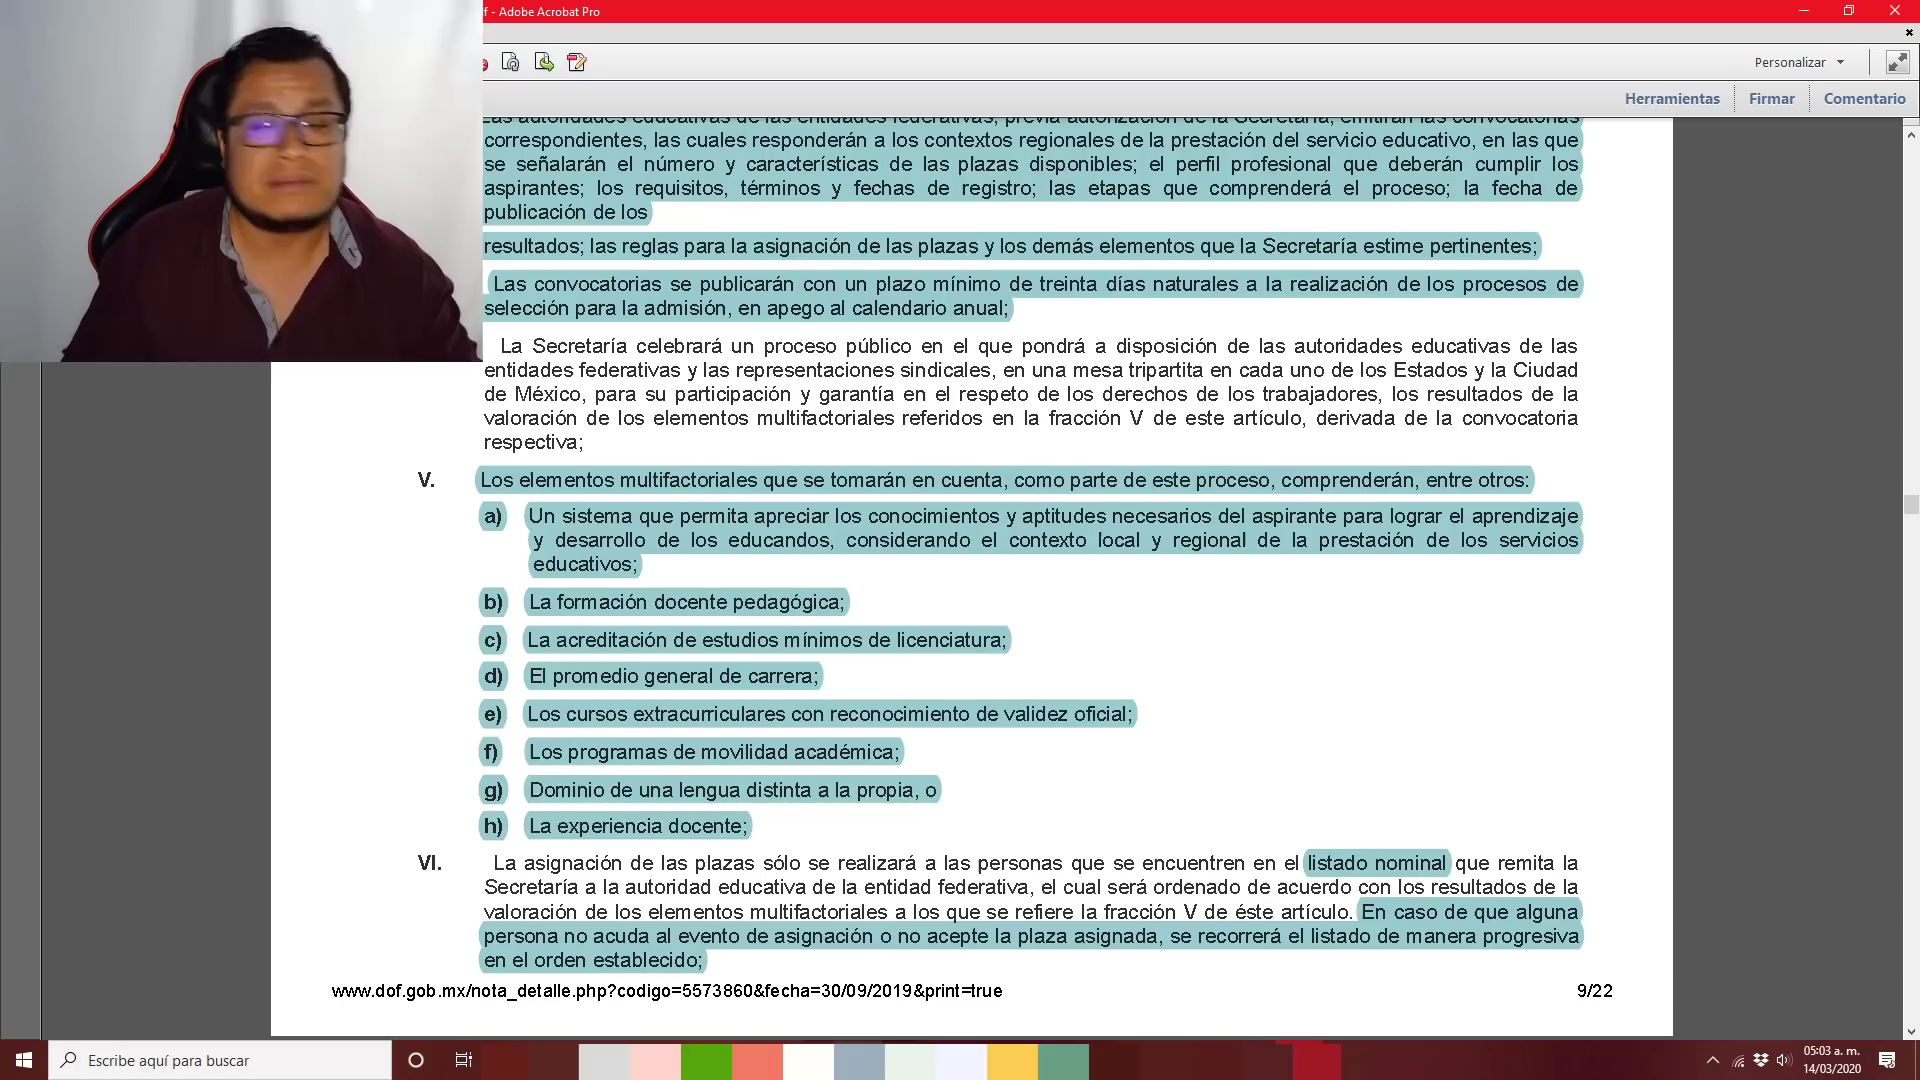 f - Adobe Acrobat Pro
Personalizar
Herramientas
Firmar
Comentario
Las autoridades educativas de las entidades federativas, previa autorización de la Secretaría, emitirán las convocatorias
correspondientes, las cuales responderán a los contextos regionales de la prestación del servicio educativo, en las que
se señalarán el número y características de las plazas disponibles; el perfil profesional que deberán cumplir los
aspirantes; los requisitos, términos y fechas de registro; las etapas que comprenderá el proceso; la fecha de
publicación de los
resultados; las reglas para la asignación de las plazas y los demás elementos que la Secretaría estime pertinentes;
Las convocatorias se publicarán con un plazo mínimo de treinta días naturales a la realización de los procesos de
selección para la admisión, en apego al calendario anual;
La Secretaría celebrará un proceso público en el que pondrá a disposición de las autoridades educativas de las
entidades federativas y las representaciones sindicales, en una mesa tripartita en cada uno de los Estados y la Ciudad
de México, para su participación y garantía en el respeto de los derechos de los trabajadores, los resultados de la
valoración de los elementos multifactoriales referidos en la fracción V de este artículo, derivada de la convocatoria
respectiva;
V. Los elementos multifactoriales que se tomarán en cuenta, como parte de este proceso, comprenderán, entre otros:
a) Un sistema que permita apreciar los conocimientos y aptitudes necesarios del aspirante para lograr el aprendizaje
y desarrollo de los educandos, considerando el contexto local y regional de la prestación de los servicios
educativos;
b) La formación docente pedagógica;
c) La acreditación de estudios mínimos de licenciatura;
d) El promedio general de carrera;
e) Los cursos extracurriculares con reconocimiento de validez oficial;
f) Los programas de movilidad académica;
g) Dominio de una lengua distinta a la propia, o
h) La experiencia docente;
VI. La asignación de las plazas sólo se realizará a las personas que se encuentren en el listado nominal que remita la
Secretaría a la autoridad educativa de la entidad federativa, el cual será ordenado de acuerdo con los resultados de la
valoración de los elementos multifactoriales a los que se refiere la fracción V de éste artículo. En caso de que alguna
persona no acuda al evento de asignación o no acepte la plaza asignada, se recorrerá el listado de manera progresiva
en el orden establecido;
www.dof.gob.mx/nota_detalle.php?codigo=5573860&fecha=30/09/2019&print=true 9/22
Escribe aquí para buscar
05:03 a. m.
14/03/2020